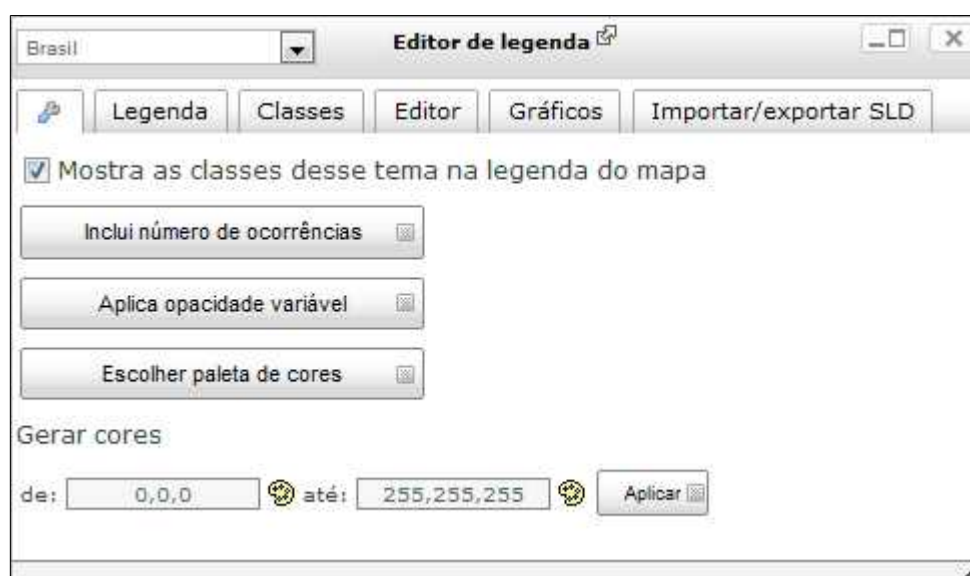 Brasil
Editor de legenda
Legenda Classes Editor Gráficos Importar/exportar SLD
Mostra as classes desse tema na legenda do mapa
Inclui número de ocorrências
Aplica opacidade variável
Escolher paleta de cores
Gerar cores
de: 0,0,0 até: 255,255,255 Aplicar